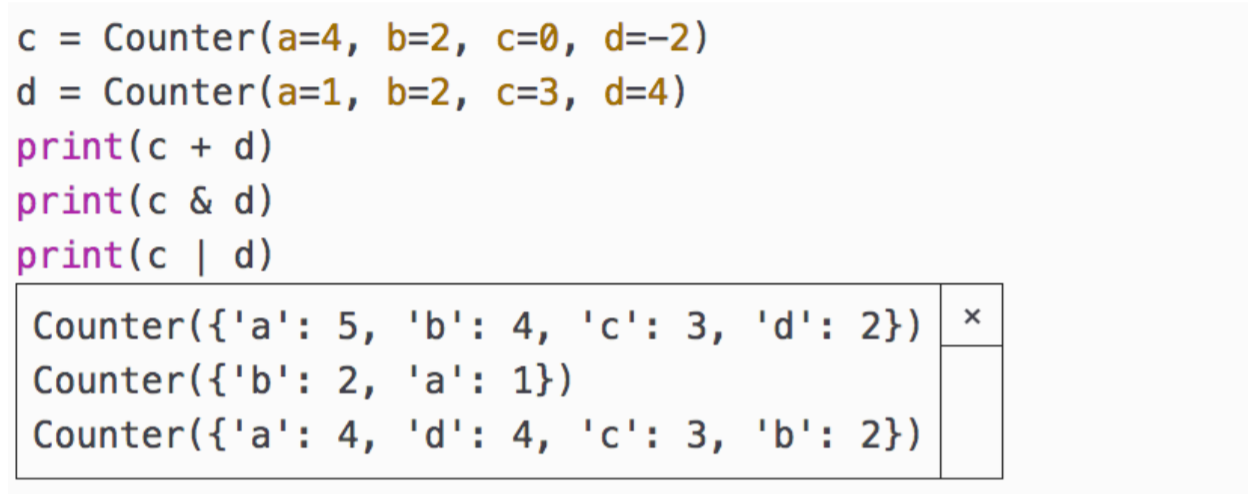 c = Counter(a=4, b=2, c=0, d=-2)
d = Counter(a=1, b=2, c=3, d=4)
print(c + d)
print(c & d)
print(c | d)
Counter({'a': 5, 'b': 4, 'c': 3, 'd': 2}) ×
Counter({'b': 2, 'a': 1})
Counter({'a': 4, 'd': 4, 'c': 3, 'b': 2})